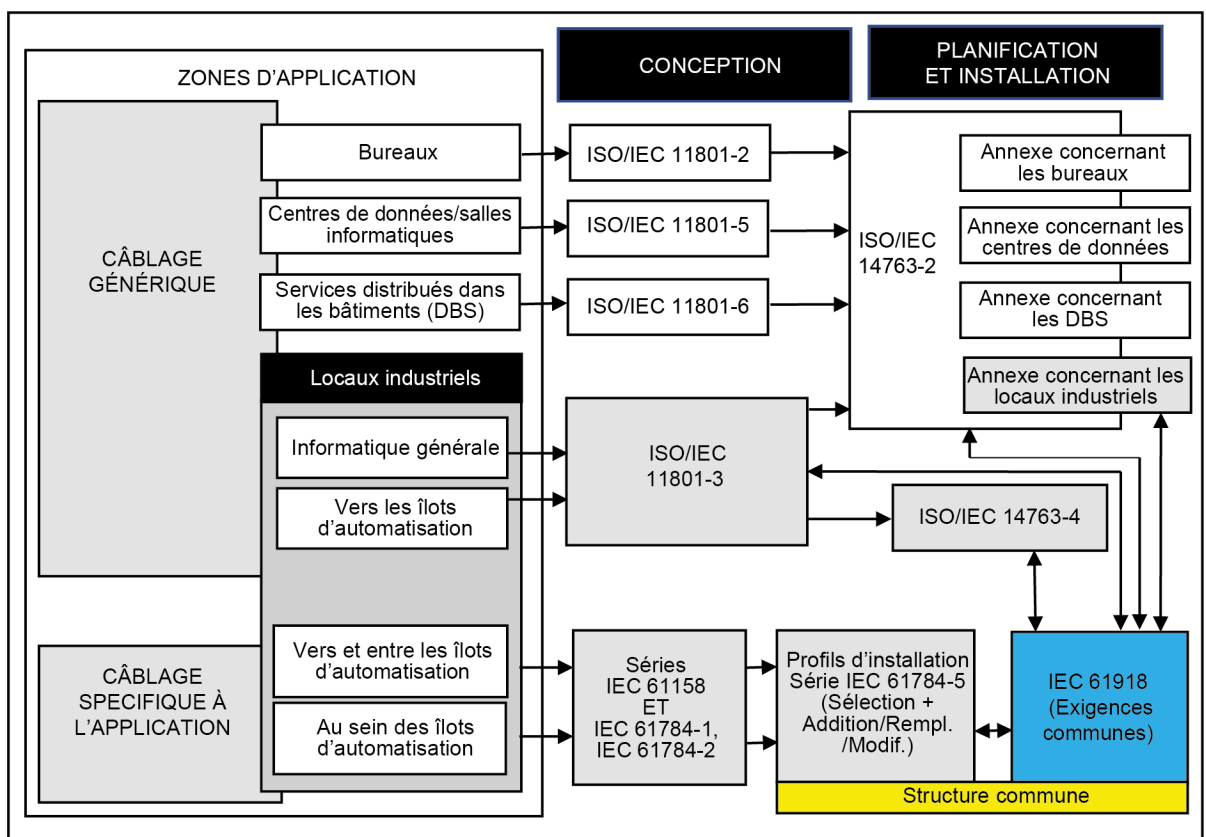 ZONES D'APPLICATION
CONCEPTION
PLANIFICATION
ET INSTALLATION
CÂBLAGE
GÉNÉRIQUE
Bureaux
ISO/IEC 11801-2
Centres de données/salles
informatiques
ISO/IEC 11801-5
Services distribués dans
les bâtiments (DBS)
ISO/IEC 11801-6
ISO/IEC
14763-2
Annexe concernant
les bureaux
Annexe concernant les
centres de données
Annexe concernant
les DBS
Annexe concernant les
locaux industriels
Locaux industriels
Informatique générale
Vers les îlots
d'automatisation
ISO/IEC
11801-3
ISO/IEC 14763-4
CÂBLAGE
SPECIFIQUE À
L'APPLICATION
Vers et entre les îlots
d'automatisation
Au sein des îlots
d'automatisation
Séries
IEC 61158
ET
IEC 61784-1,
IEC 61784-2
Profils d'installation
Série IEC 61784-5
(Sélection +
Addition/Rempl.
/Modif.)
IEC 61918
(Exigences
communes)
Structure commune